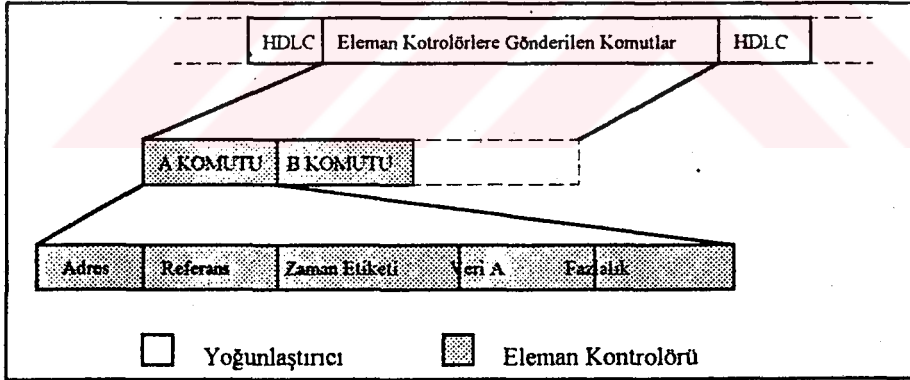 HDLC Eleman Kotrolörlere Gönderilen Komutlar HDLC
A KOMUTU B KOMUTU
Adres Referans Zaman Etiketi Veri A Fazlalık
Yoğunlaştırıcı Eleman Kontrolörü